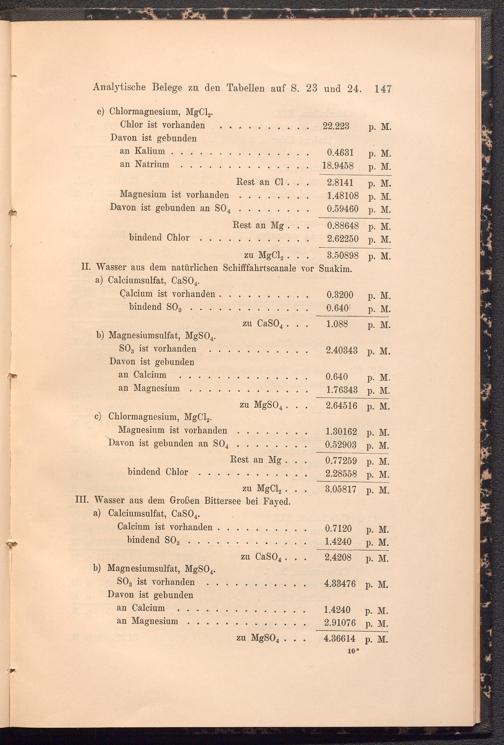 Analytische Belege zu den Tabellen auf S. 23 und 24. 147
e) Chlormagnesium, MgCl₂.
Chlor ist vorhanden . . . . . . . . . . 22.223 p. M.
Davon ist gebunden
an Kalium . . . . . . . . . . . . . . . 0.4631 p. M.
an Natrium . . . . . . . . . . . . . . 18.9458 p. M.
Rest an Cl . . . 2.8141 p. M.
Magnesium ist vorhanden . . . . . . . . 1.48108 p. M.
Davon ist gebunden an SO₄ . . . . . . . . 0.59460 p. M.
Rest an Mg . . . 0.88648 p. M.
bindend Chlor . . . . . . . . . . . . 2.62250 p. M.
zu MgCl₂ . . . 3.50898 p. M.
II. Wasser aus dem natürlichen Schifffahrtscanale vor Suakim.
a) Calciumsulfat, CaSO₄.
Calcium ist vorhanden . . . . . . . . . . 0.3200 p. M.
bindend SO₃ . . . . . . . . . . . . . 0.640 p. M.
zu CaSO₄ . . . 1.088 p. M.
b) Magnesiumsulfat, MgSO₄.
SO₃ ist vorhanden . . . . . . . . . . . 2.40343 p. M.
Davon ist gebunden
an Calcium . . . . . . . . . . . . . . 0.640 p. M.
an Magnesium . . . . . . . . . . . . . 1.76343 p. M.
zu MgSO₄ . . . 2.64516 p. M.
c) Chlormagnesium, MgCl₂.
Magnesium ist vorhanden . . . . . . . . 1.30162 p. M.
Davon ist gebunden an SO₄ . . . . . . . . 0.52903 p. M.
Rest an Mg . . . 0.77259 p. M.
bindend Chlor . . . . . . . . . . . . 2.28558 p. M.
zu MgCl₂ . . . 3.05817 p. M.
III. Wasser aus dem Großen Bittersee bei Fayed.
a) Calciumsulfat, CaSO₄.
Calcium ist vorhanden . . . . . . . . . . 0.7120 p. M.
bindend SO₃ . . . . . . . . . . . . . 1.4240 p. M.
zu CaSO₄ . . . 2.4208 p. M.
b) Magnesiumsulfat, MgSO₄.
SO₃ ist vorhanden . . . . . . . . . . . 4.33476 p. M.
Davon ist gebunden
an Calcium . . . . . . . . . . . . . . 1.4240 p. M.
an Magnesium . . . . . . . . . . . . . 2.91076 p. M.
zu MgSO₄ . . . 4.36614 p. M.
10*